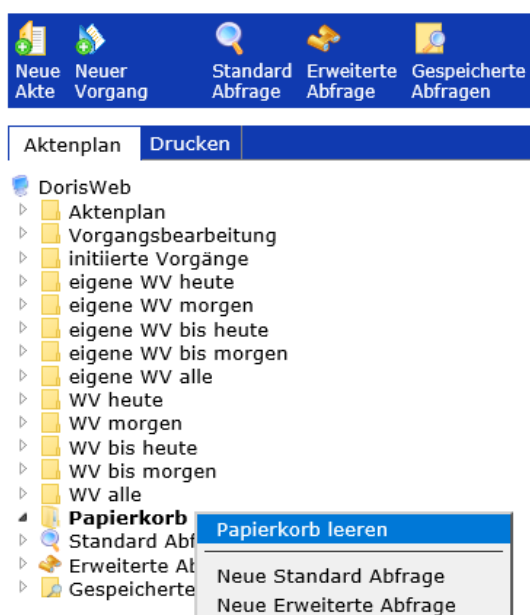 Neue Akte
Neuer Vorgang
Standard Abfrage
Erweiterte Abfrage
Gespeicherte Abfragen
Aktenplan
Drucken
DorisWeb
Aktenplan
Vorgangsbearbeitung
initiierte Vorgänge
eigene WV heute
eigene WV morgen
eigene WV bis heute
eigene WV bis morgen
eigene WV alle
WV heute
WV morgen
WV bis heute
WV bis morgen
WV alle
Papierkorb
Papierkorb leeren
Standard Abf
Erweiterte Ab
Neue Standard Abfrage
Gespeicherte
Neue Erweiterte Abfrage